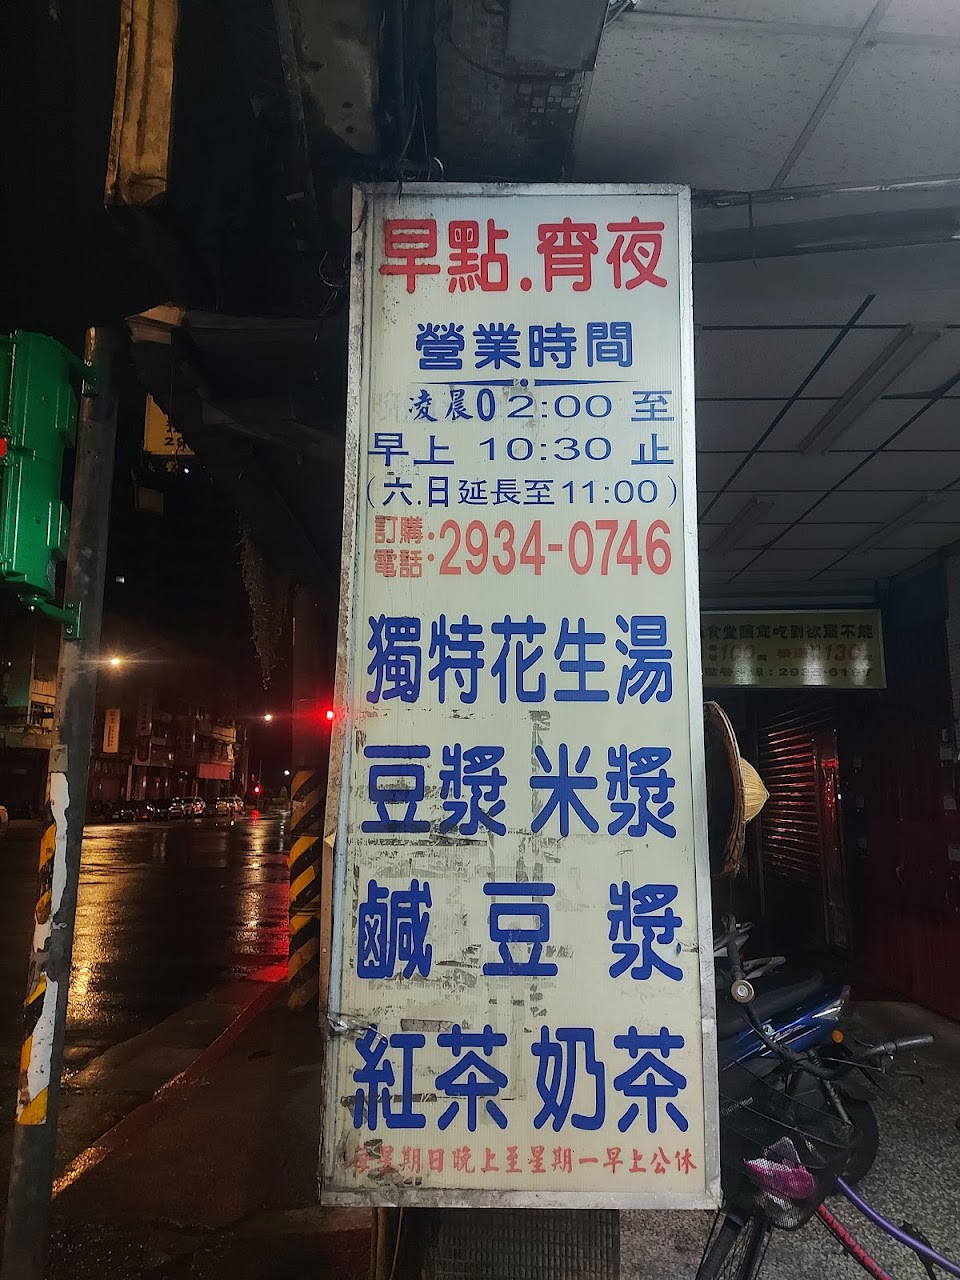 早點.宵夜
營業時間
凌晨02:00 至
早上 10:30 止
(六.日延長至11:00)
訂購電話:2934-0746
獨特花生湯
豆漿 米漿
鹹豆漿
紅茶 奶茶
每星期日晚上至星期一早上公休